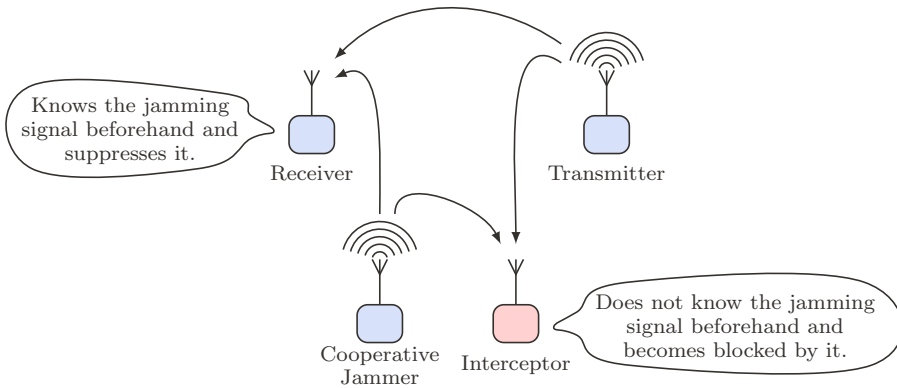 Knows the jamming
signal beforehand and
suppresses it.
Receiver
Transmitter
Cooperative
Jammer
Interceptor
Does not know the jamming
signal beforehand and
becomes blocked by it.